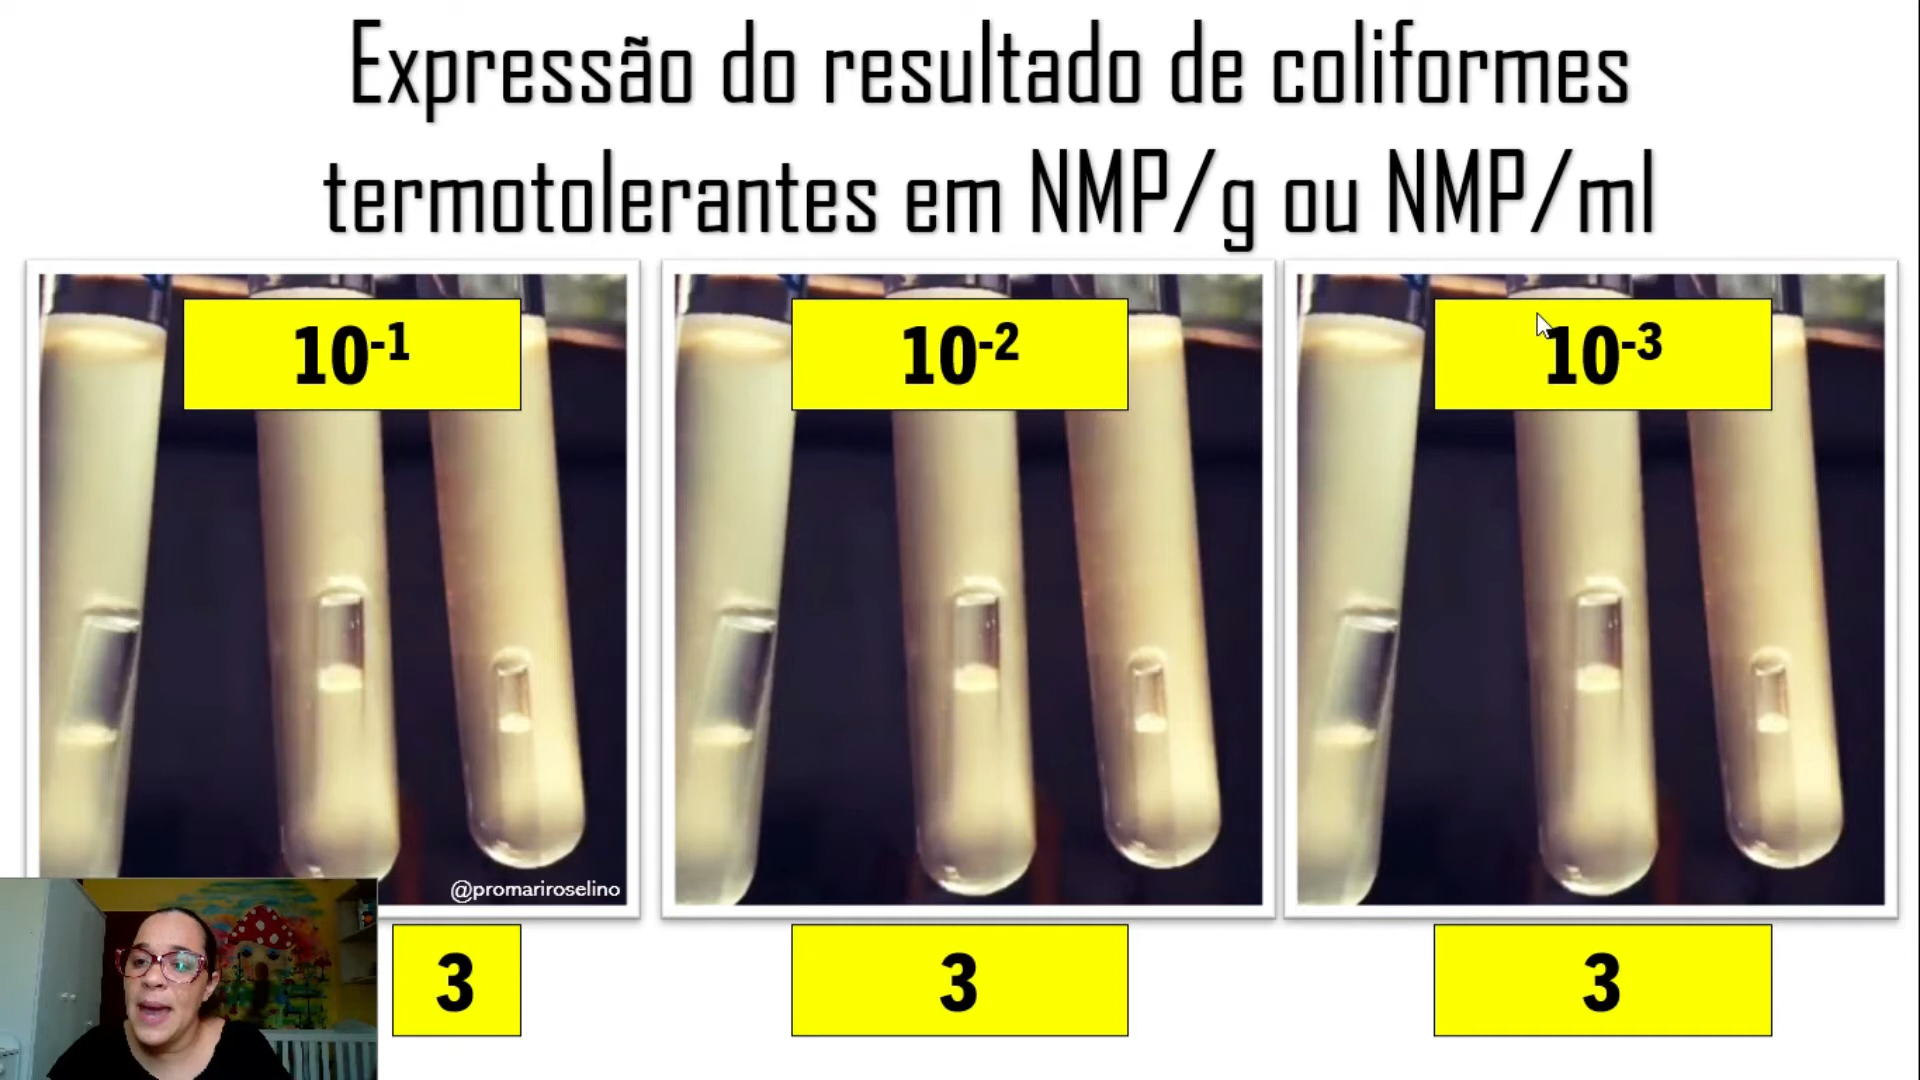 Expressão do resultado de coliformes
termotolerantes em NMP/g ou NMP/ml
10-1
10-2
10-3
@promariroselino
3
3
3